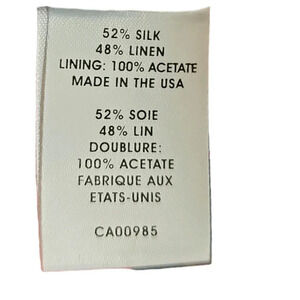 52% SILK
48% LINEN
LINING: 100% ACETATE
MADE IN THE USA
52% SOIE
48% LIN
DOUBLURE:
100% ACETATE
FABRIQUE AUX
ETATS-UNIS
CA00985